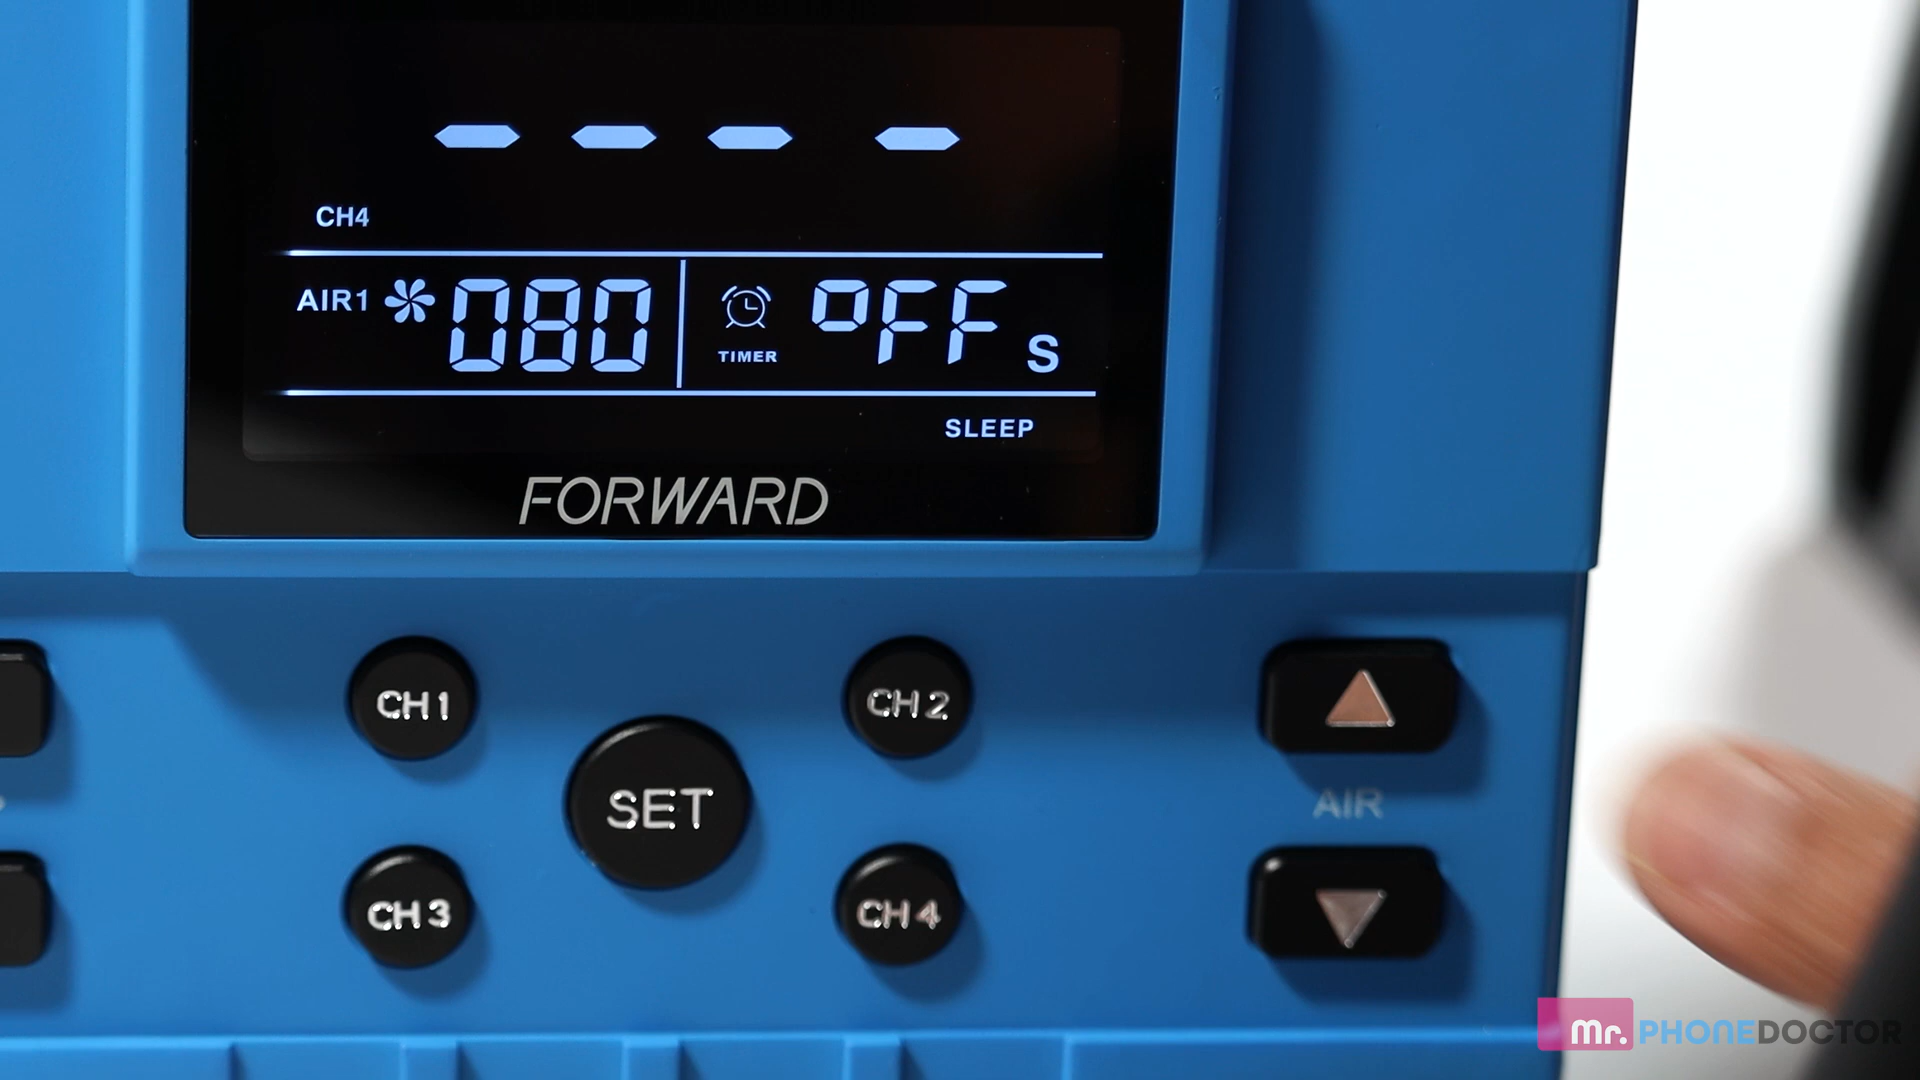 - - - -
CH4
AIR1 080 TIMER OFF S
SLEEP
FORWARD
CH1 CH2
SET
AIR
CH3 CH4
Mr. PHONEDOCTOR